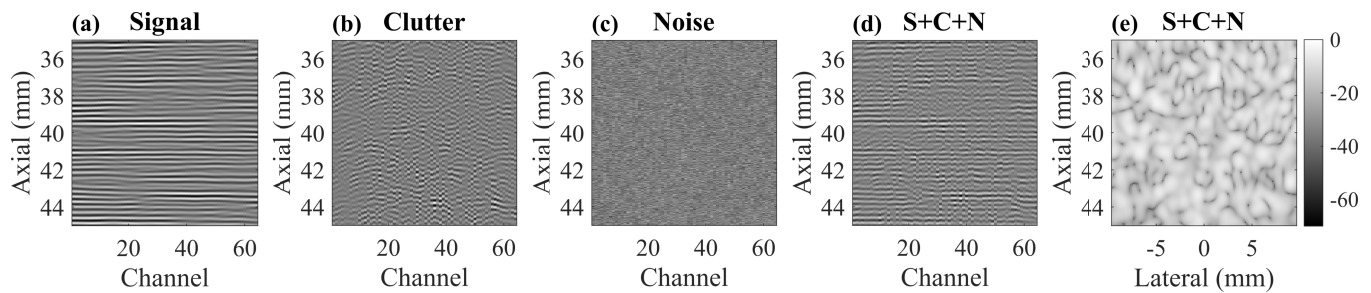 (a) Signal
(b) Clutter
(c) Noise
(d) S+C+N
(e) S+C+N
Axial (mm)
36
38
40
42
44
20 40 60
Channel
Axial (mm)
36
38
40
42
44
20 40 60
Channel
Axial (mm)
36
38
40
42
44
20 40 60
Channel
Axial (mm)
36
38
40
42
44
20 40 60
Channel
Axial (mm)
36
38
40
42
44
-5 0 5
Lateral (mm)
0
-20
-40
-60